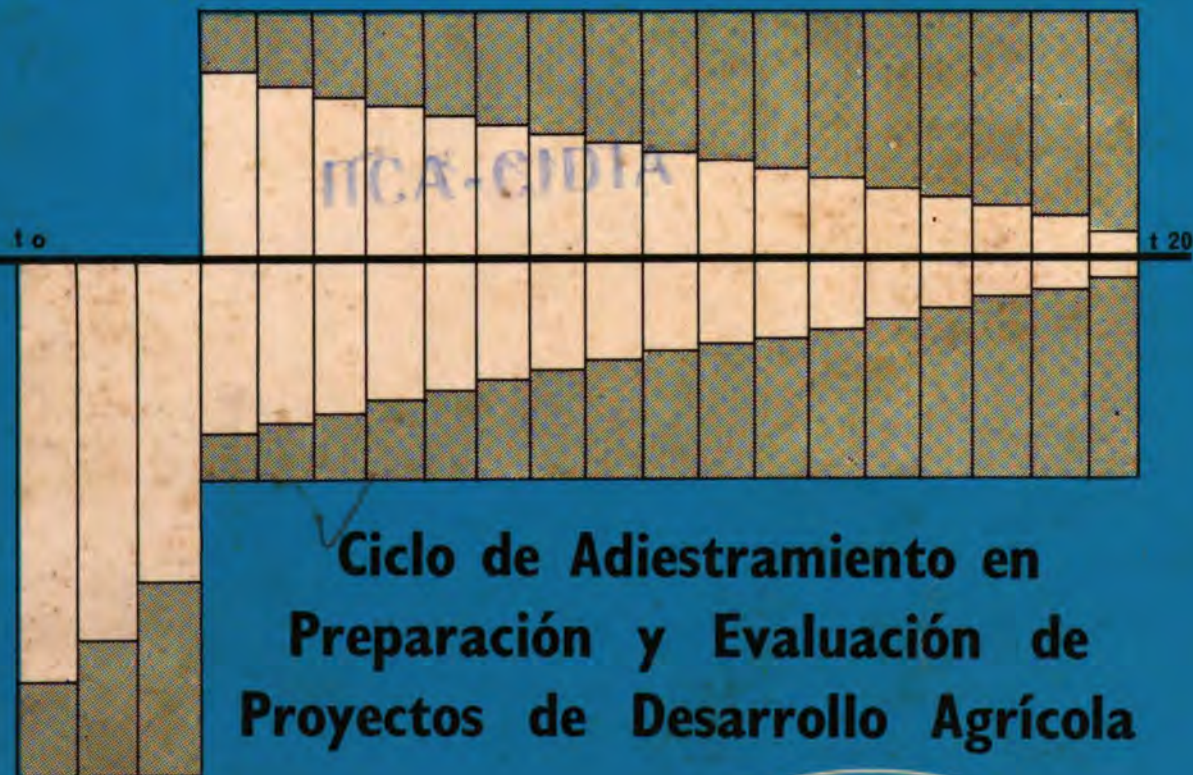 IICA-CIDIA
t o
t 20
Ciclo de Adiestramiento en
Preparación y Evaluación de
Proyectos de Desarrollo Agrícola